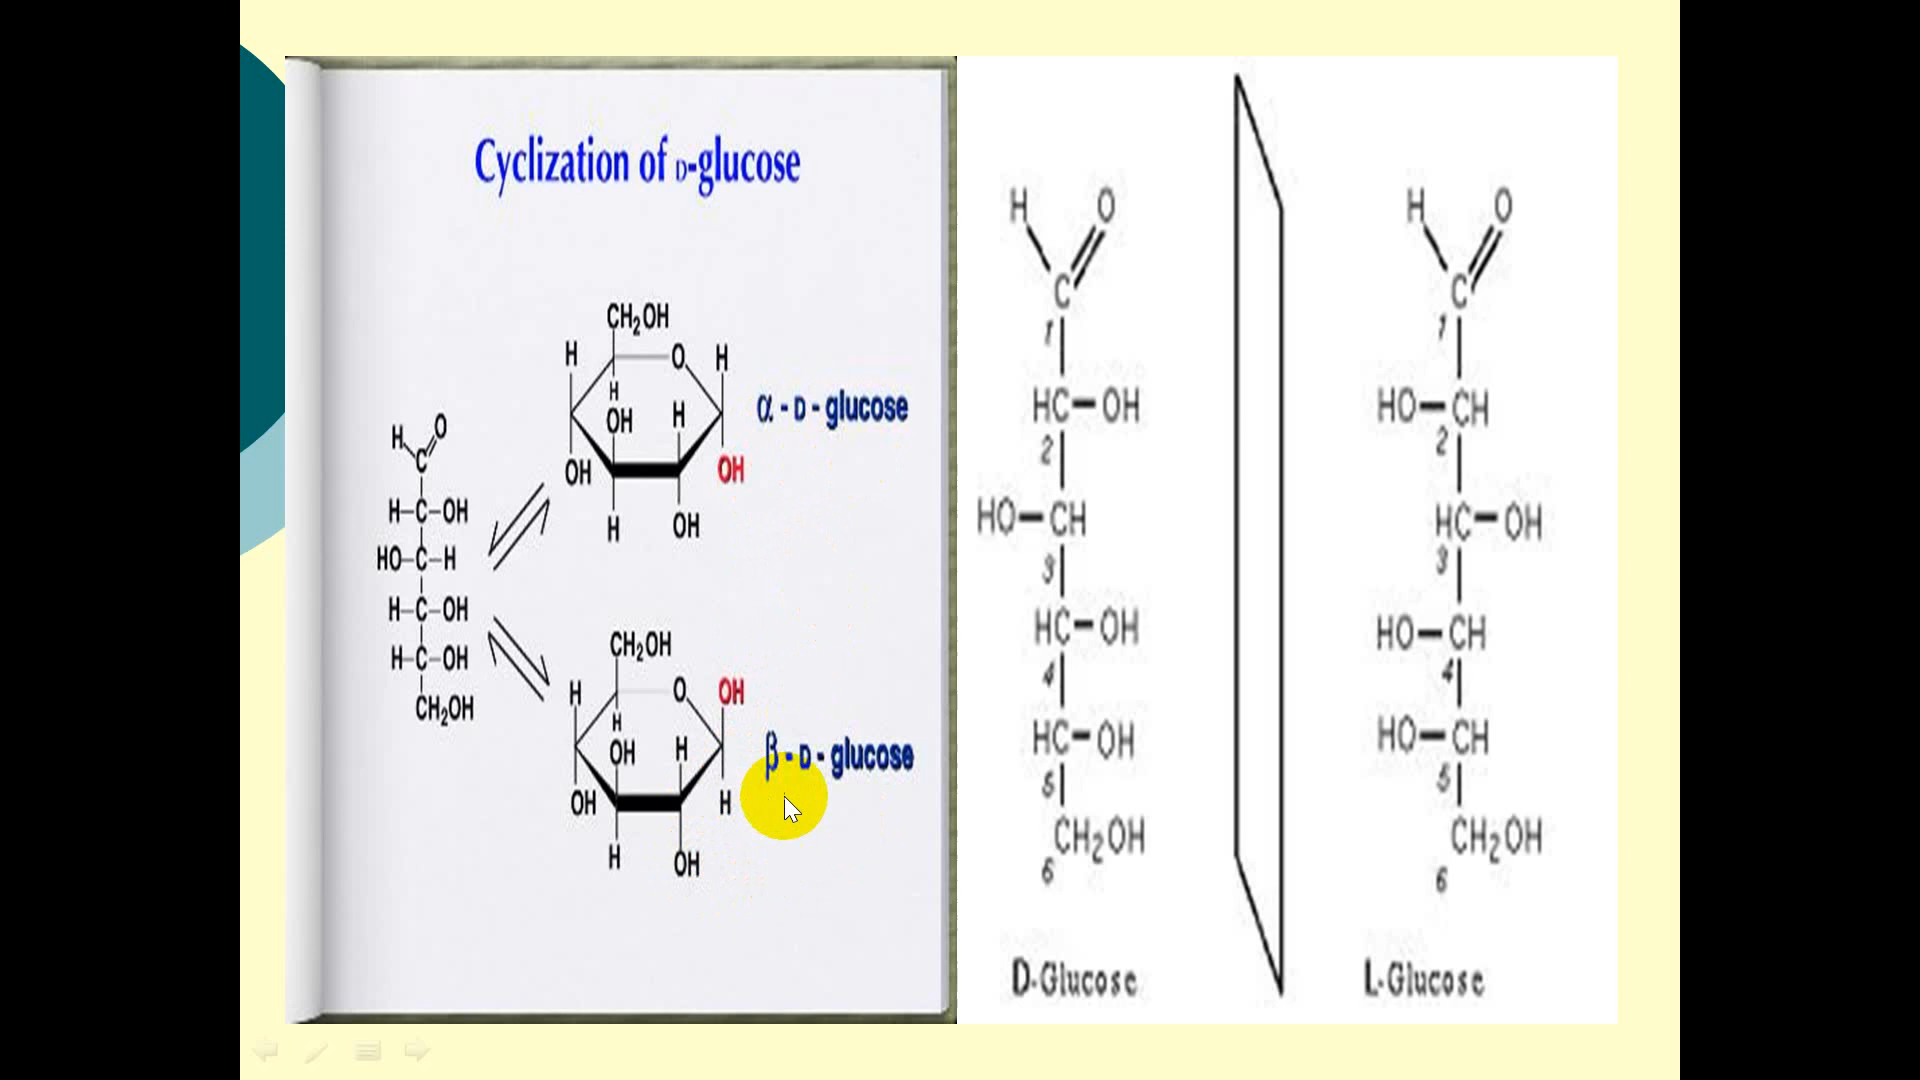 Cyclization of D-glucose
H O
C
H-C-OH
HO-C-H
H-C-OH
H-C-OH
CH₂OH
CH₂OH
H O H
H
OH H
OH OH
H OH
α - D - glucose
CH₂OH
H O OH
H
OH H
OH H
H OH
β - D - glucose
H O
C
1
HC-OH
2
HO-CH
3
HC-OH
4
HC-OH
5
CH₂OH
6
D-Glucose
H O
C
1
HO-CH
2
HC-OH
3
HO-CH
4
HO-CH
5
CH₂OH
6
L-Glucose